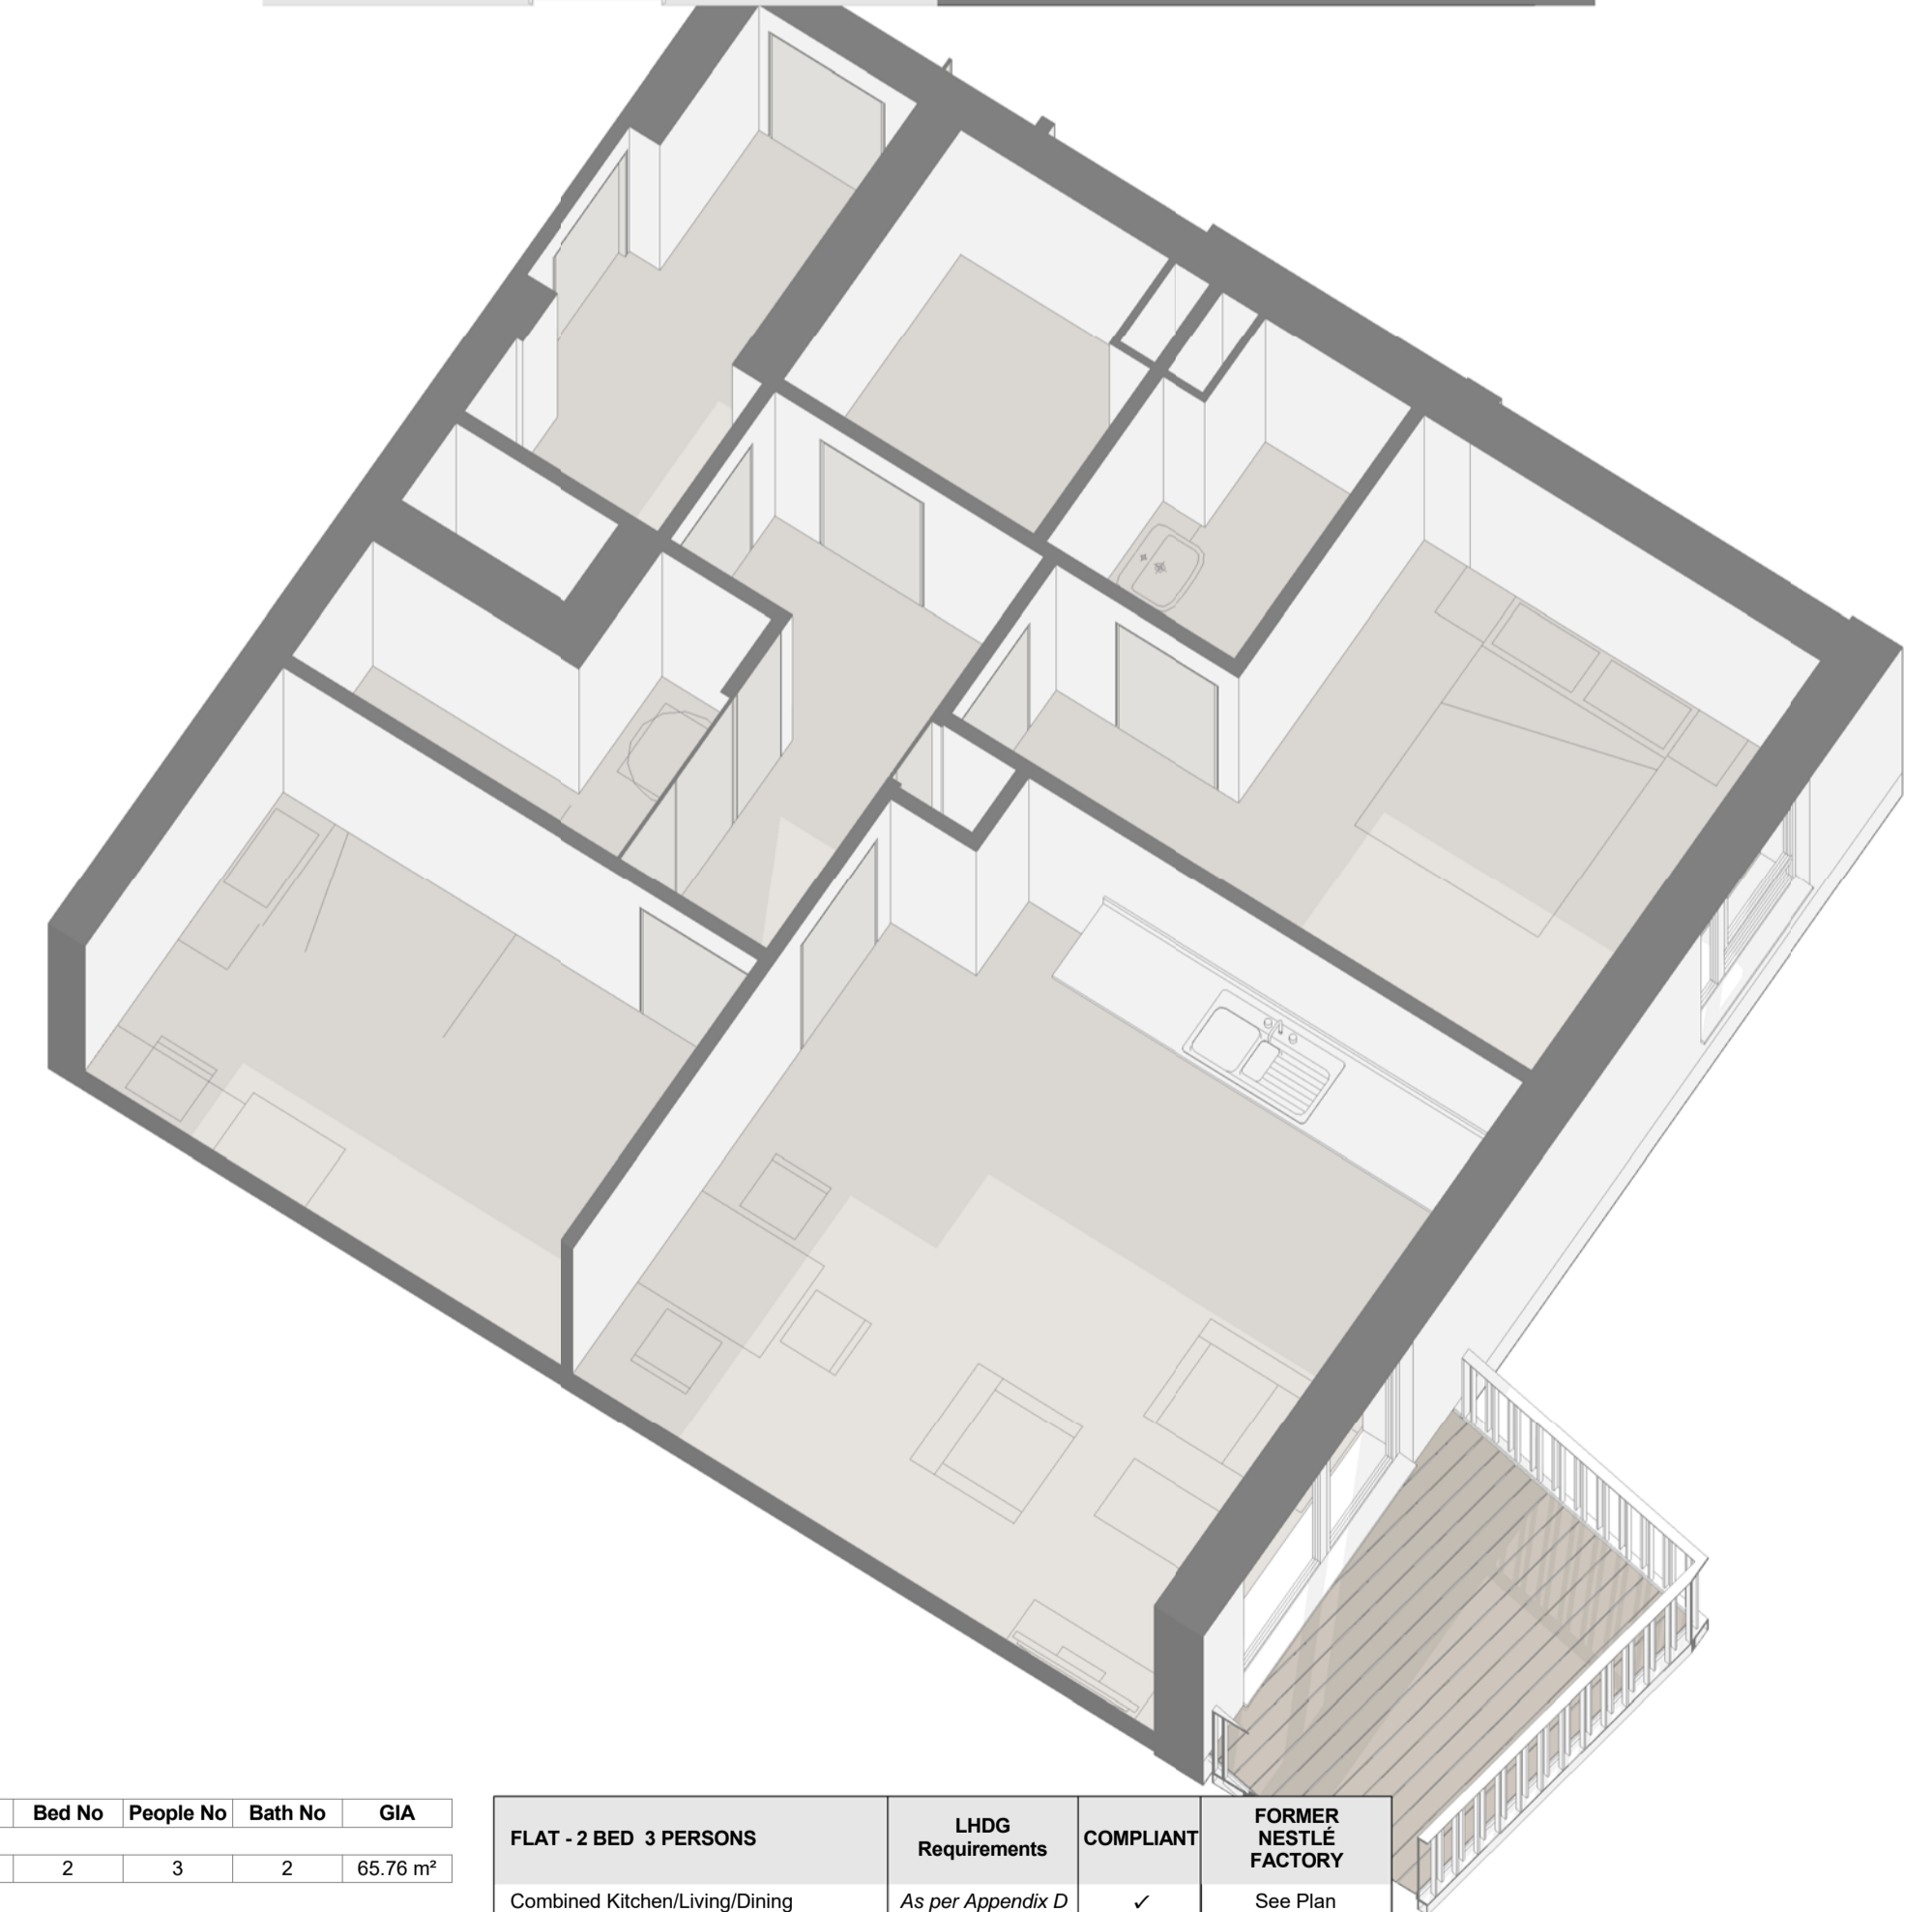 Bed No People No Bath No GIA
2 3 2 65.76 m²
FLAT - 2 BED 3 PERSONS LHDG Requirements COMPLIANT FORMER NESTLÉ FACTORY
Combined Kitchen/Living/Dining As per Appendix D ✓ See Plan